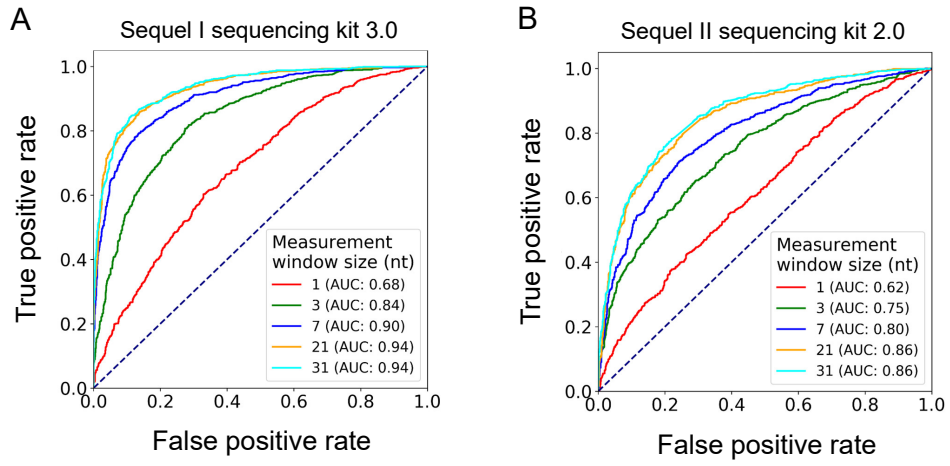 A
Sequel I sequencing kit 3.0
True positive rate
1.0
0.8
0.6
0.4
0.2
0.0
0.0 0.2 0.4 0.6 0.8 1.0
False positive rate
Measurement
window size (nt)
1 (AUC: 0.68)
3 (AUC: 0.84)
7 (AUC: 0.90)
21 (AUC: 0.94)
31 (AUC: 0.94)
B
Sequel II sequencing kit 2.0
True positive rate
1.0
0.8
0.6
0.4
0.2
0.0
0.0 0.2 0.4 0.6 0.8 1.0
False positive rate
Measurement
window size (nt)
1 (AUC: 0.62)
3 (AUC: 0.75)
7 (AUC: 0.80)
21 (AUC: 0.86)
31 (AUC: 0.86)